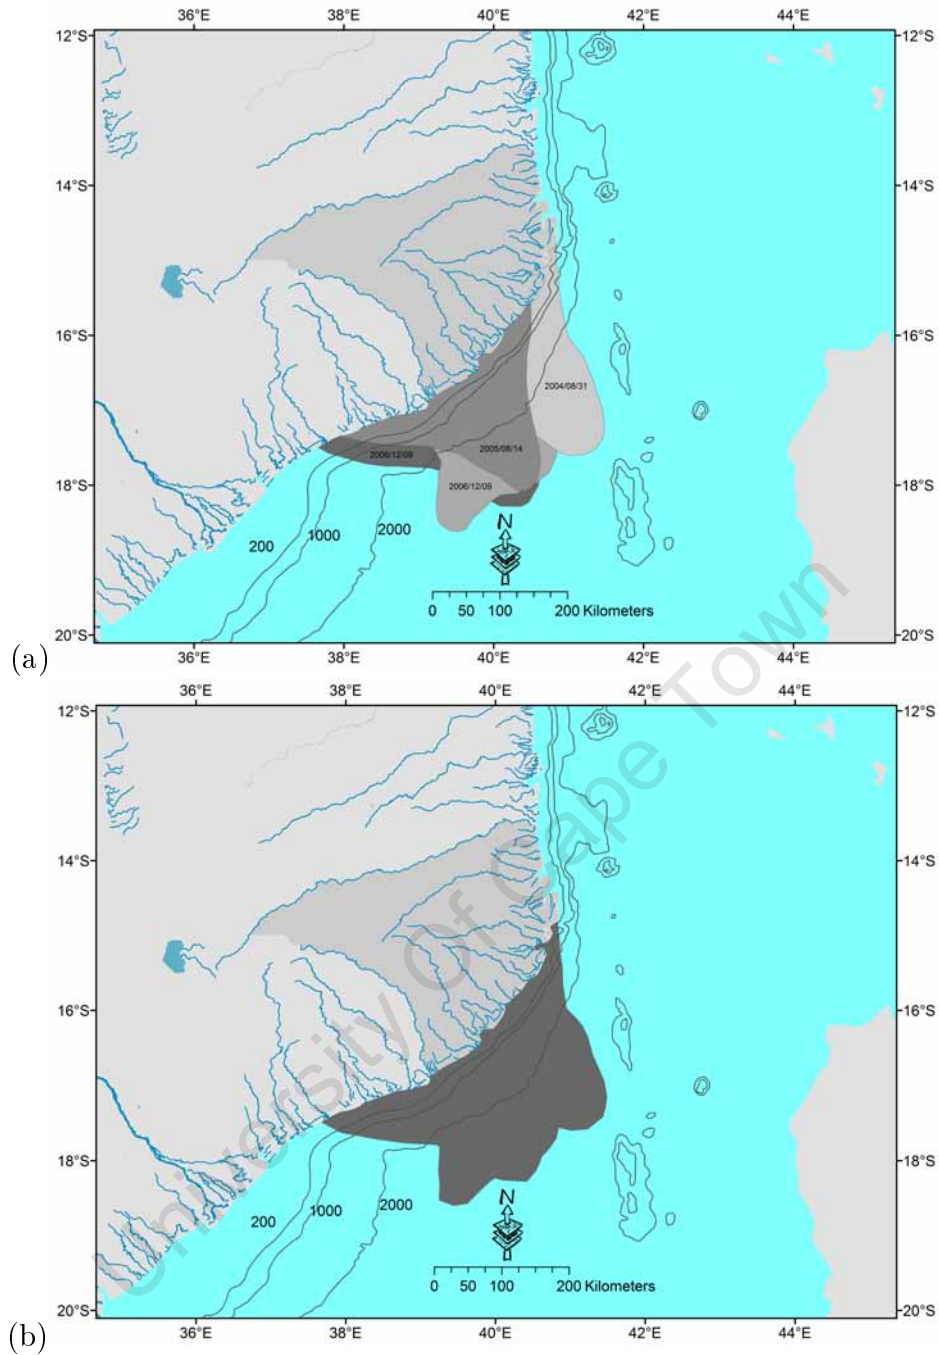 36°E 38°E 40°E 42°E 44°E
12°S 12°S
14°S 14°S
16°S 16°S
2004/08/31
2005/08/14
2006/12/08
2006/12/09
18°S 18°S
N
200 1000 2000
0 50 100 200 Kilometers
20°S 20°S
(a)
36°E 38°E 40°E 42°E 44°E
36°E 38°E 40°E 42°E 44°E
12°S 12°S
14°S 14°S
16°S 16°S
18°S 18°S
N
200 1000 2000
0 50 100 200 Kilometers
20°S 20°S
(b)
36°E 38°E 40°E 42°E 44°E
University Of Cape Town